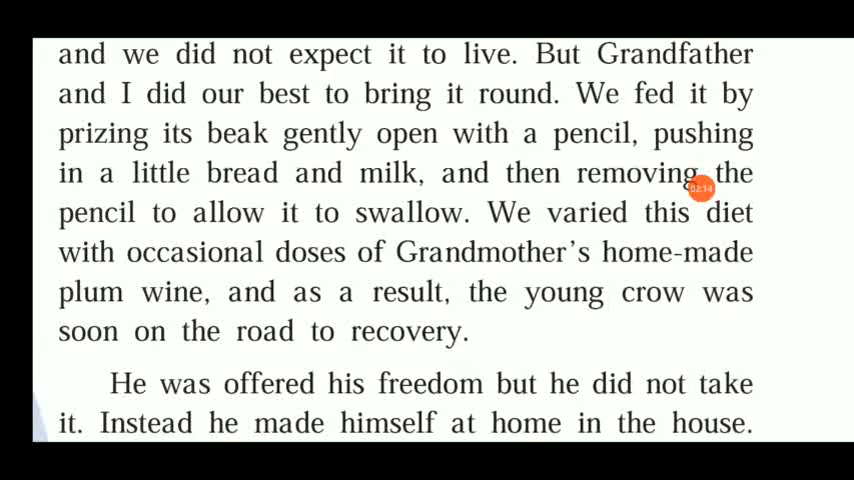 and we did not expect it to live. But Grandfather
and I did our best to bring it round. We fed it by
prizing its beak gently open with a pencil, pushing
in a little bread and milk, and then removing the
02:14
pencil to allow it to swallow. We varied this diet
with occasional doses of Grandmother's home-made
plum wine, and as a result, the young crow was
soon on the road to recovery.
He was offered his freedom but he did not take
it. Instead he made himself at home in the house.